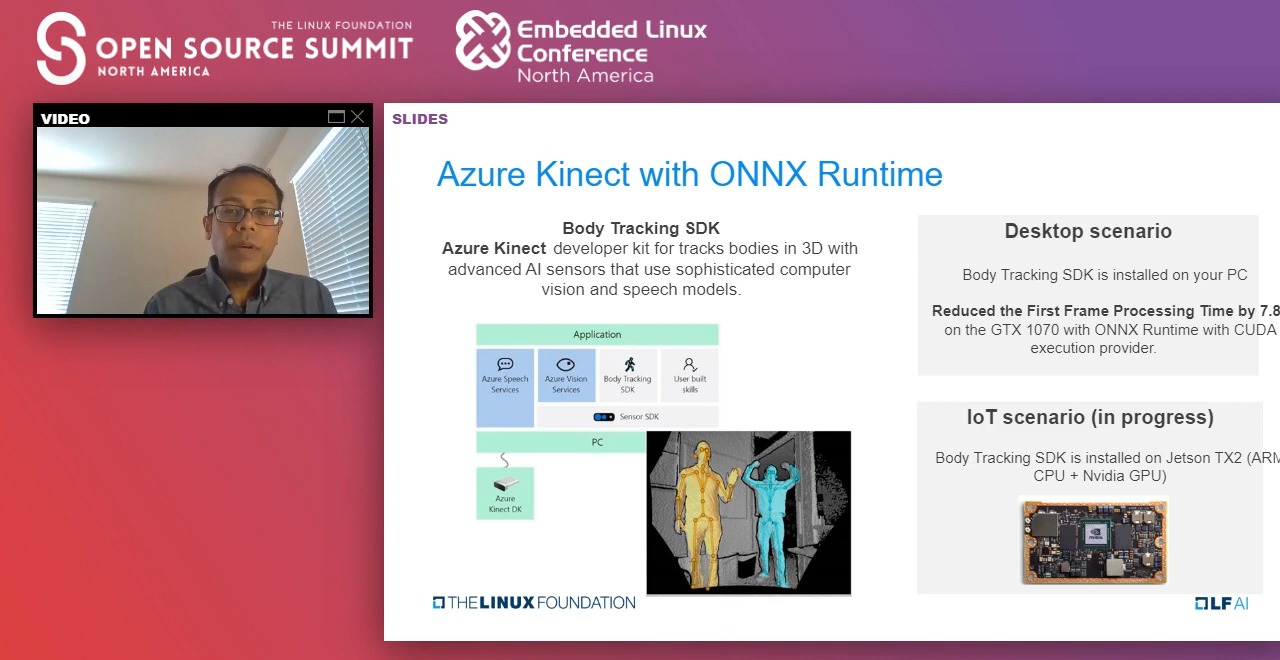 THE LINUX FOUNDATION
OPEN SOURCE SUMMIT
NORTH AMERICA
Embedded Linux
Conference
North America
VIDEO
SLIDES
Azure Kinect with ONNX Runtime
Body Tracking SDK
Azure Kinect developer kit for tracks bodies in 3D with
advanced AI sensors that use sophisticated computer
vision and speech models.
Application
Azure Speech
Services
Azure Vision
Services
Body Tracking
SDK
User built
skills
Sensor SDK
PC
Azure
Kinect DK
Desktop scenario
Body Tracking SDK is installed on your PC
Reduced the First Frame Processing Time by 7.8
on the GTX 1070 with ONNX Runtime with CUDA
execution provider.
IoT scenario (in progress)
Body Tracking SDK is installed on Jetson TX2 (ARM
CPU + Nvidia GPU)
NVIDIA
THE LINUX FOUNDATION
LF AI